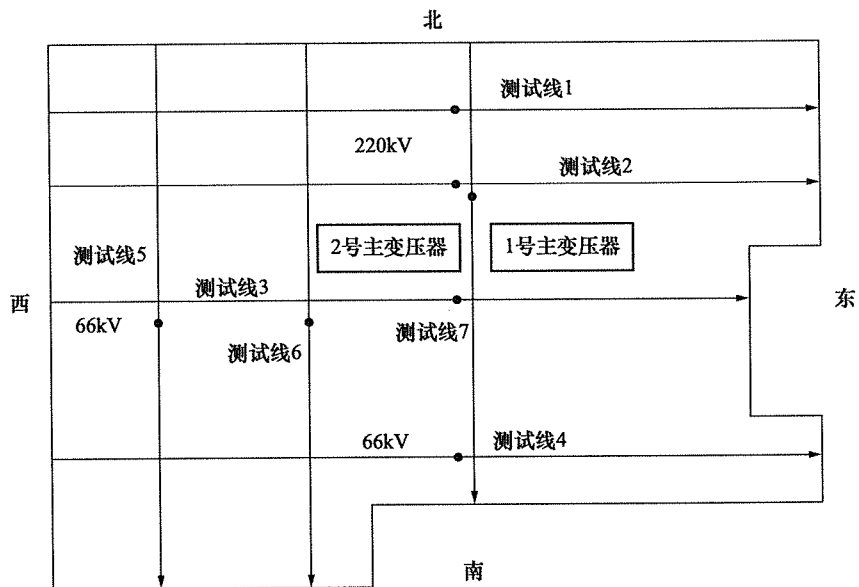 北
测试线1
220kV
测试线2
2号主变压器
1号主变压器
测试线5
测试线3
西
东
66kV
测试线7
测试线6
66kV
测试线4
南